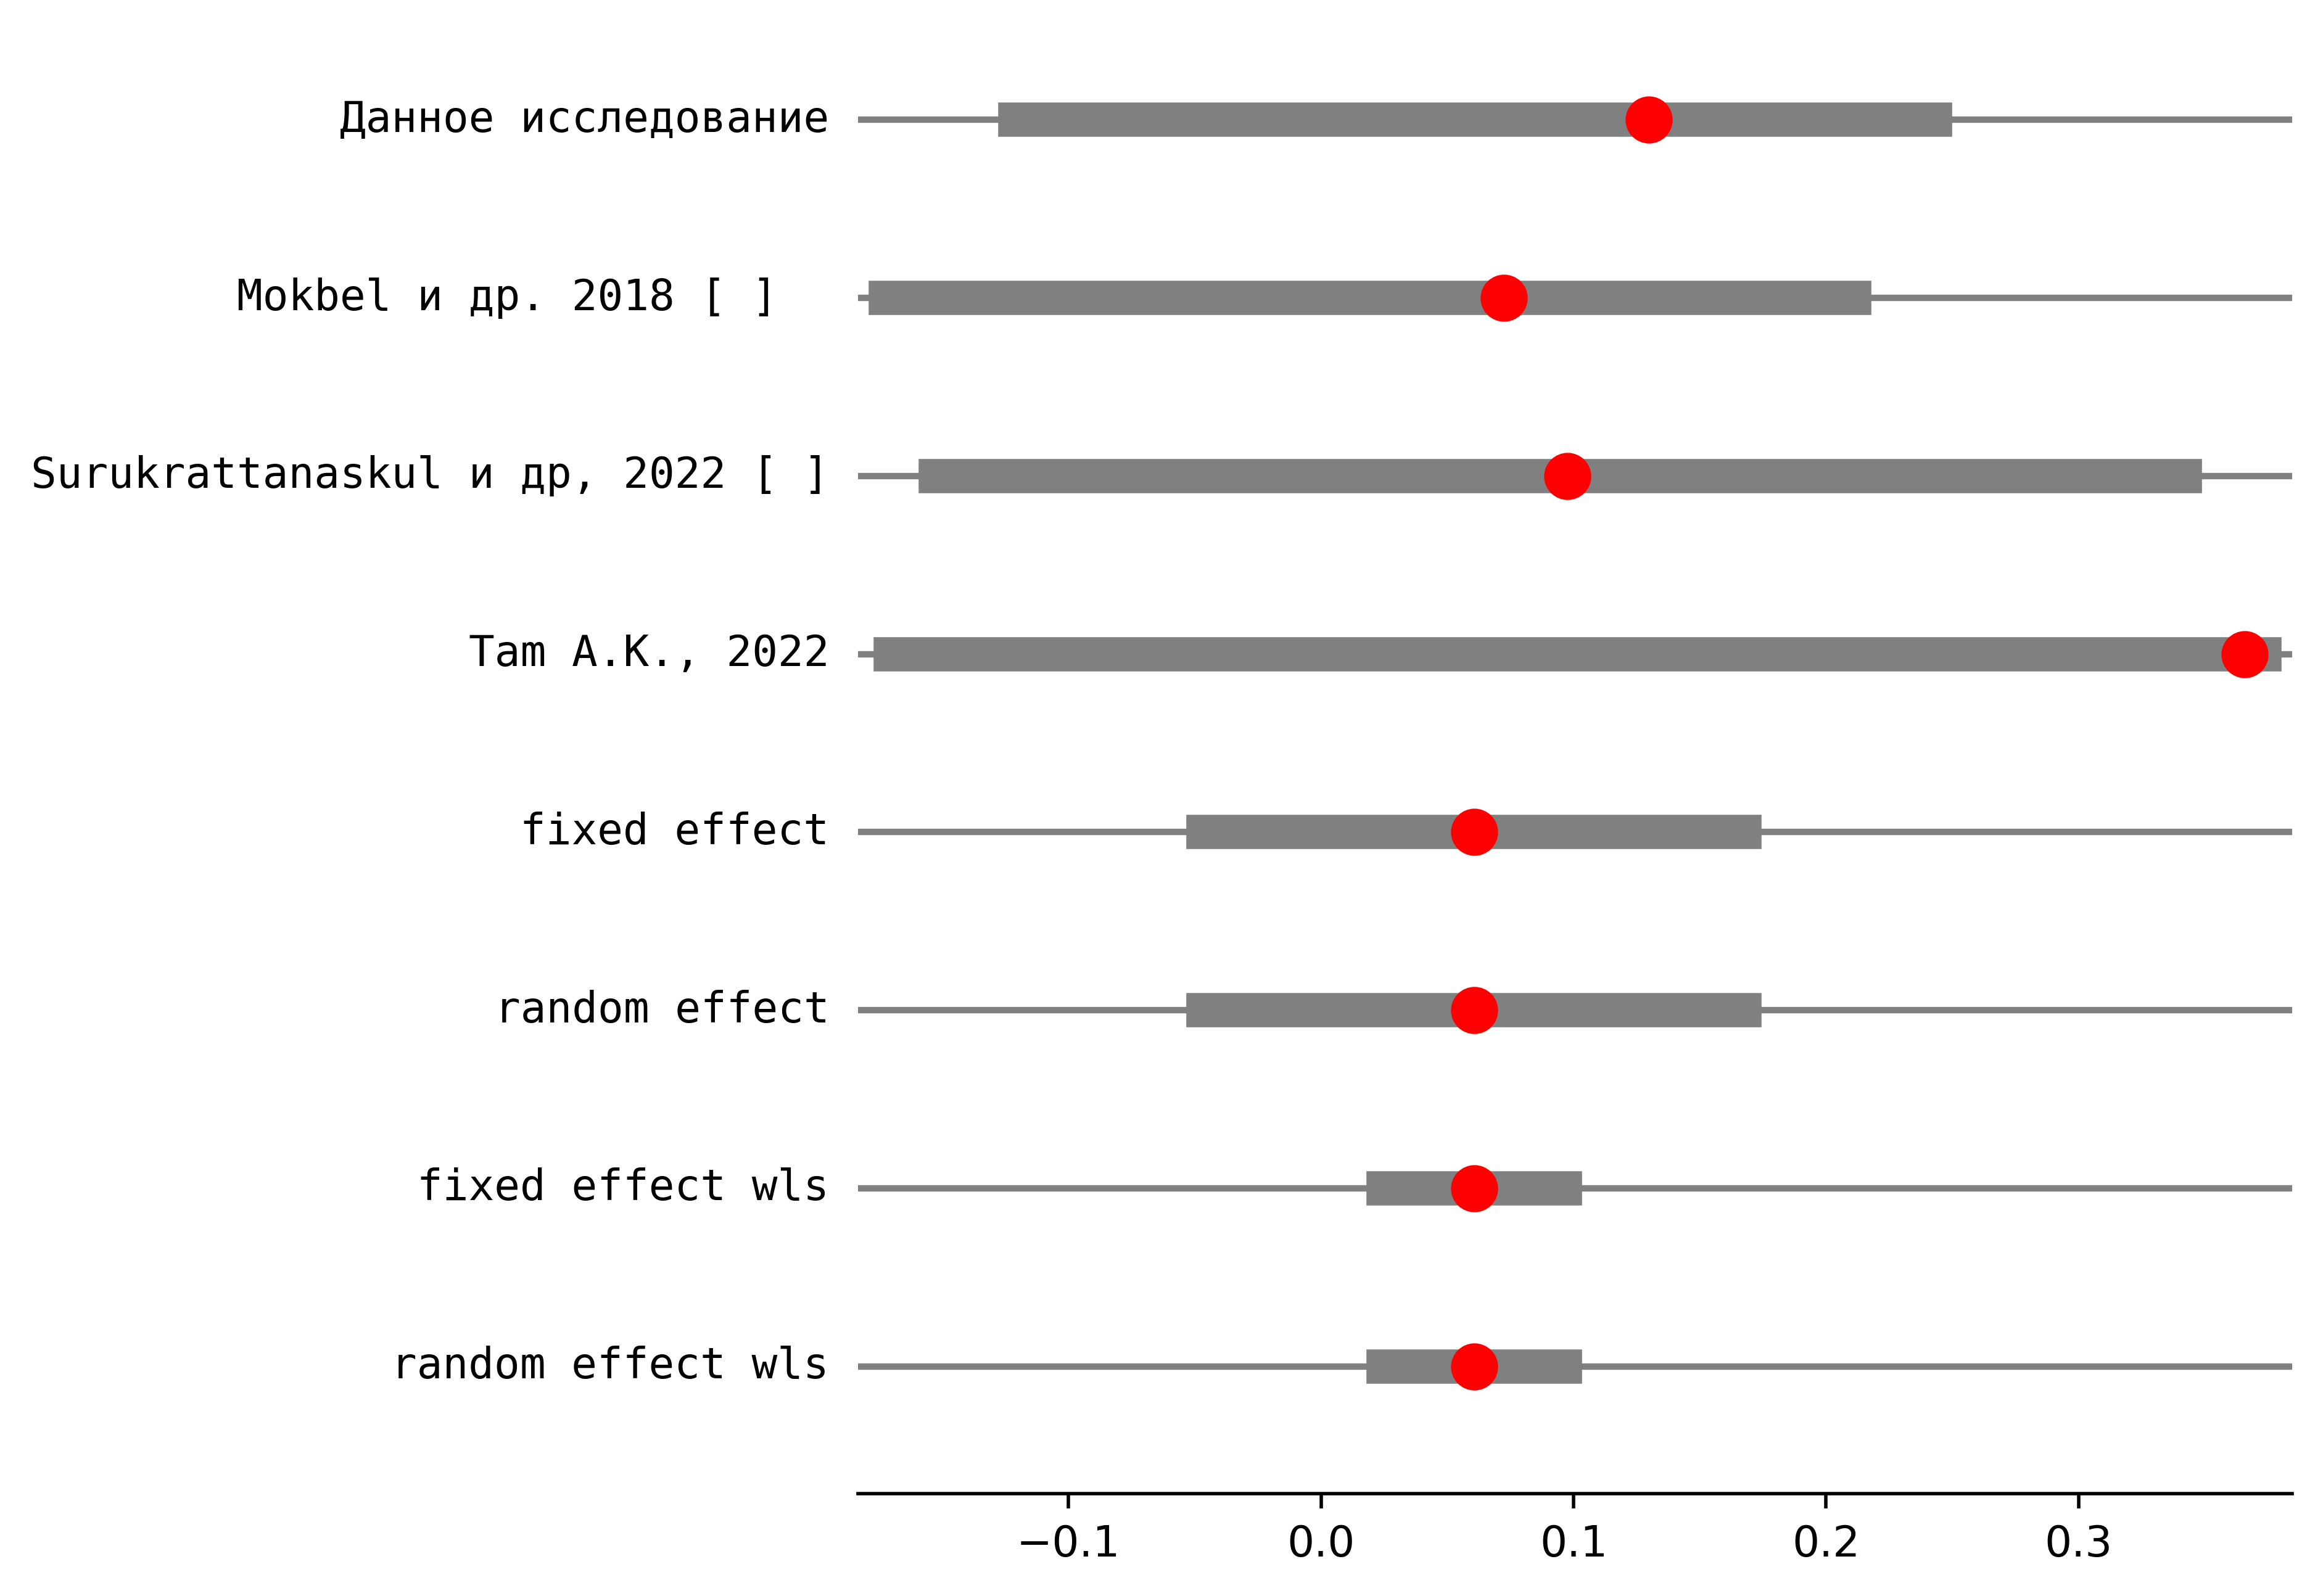 Данное исследование
Mokbel и др. 2018 [ ]
Surukrattanaskul и др, 2022 [ ]
Tam A.K., 2022
fixed effect
random effect
fixed effect wls
random effect wls
−0.1 0.0 0.1 0.2 0.3